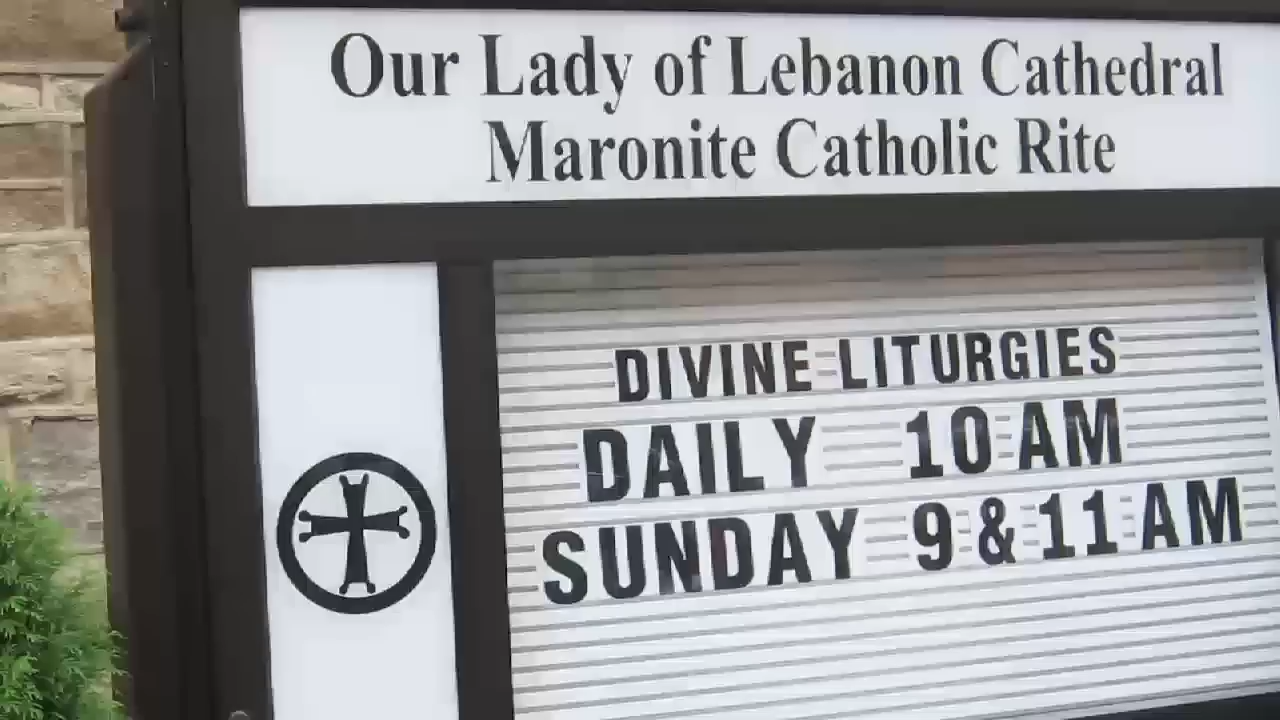 Our Lady of Lebanon Cathedral
Maronite Catholic Rite
DIVINE LITURGIES
DAILY 10 AM
SUNDAY 9 & 11 AM